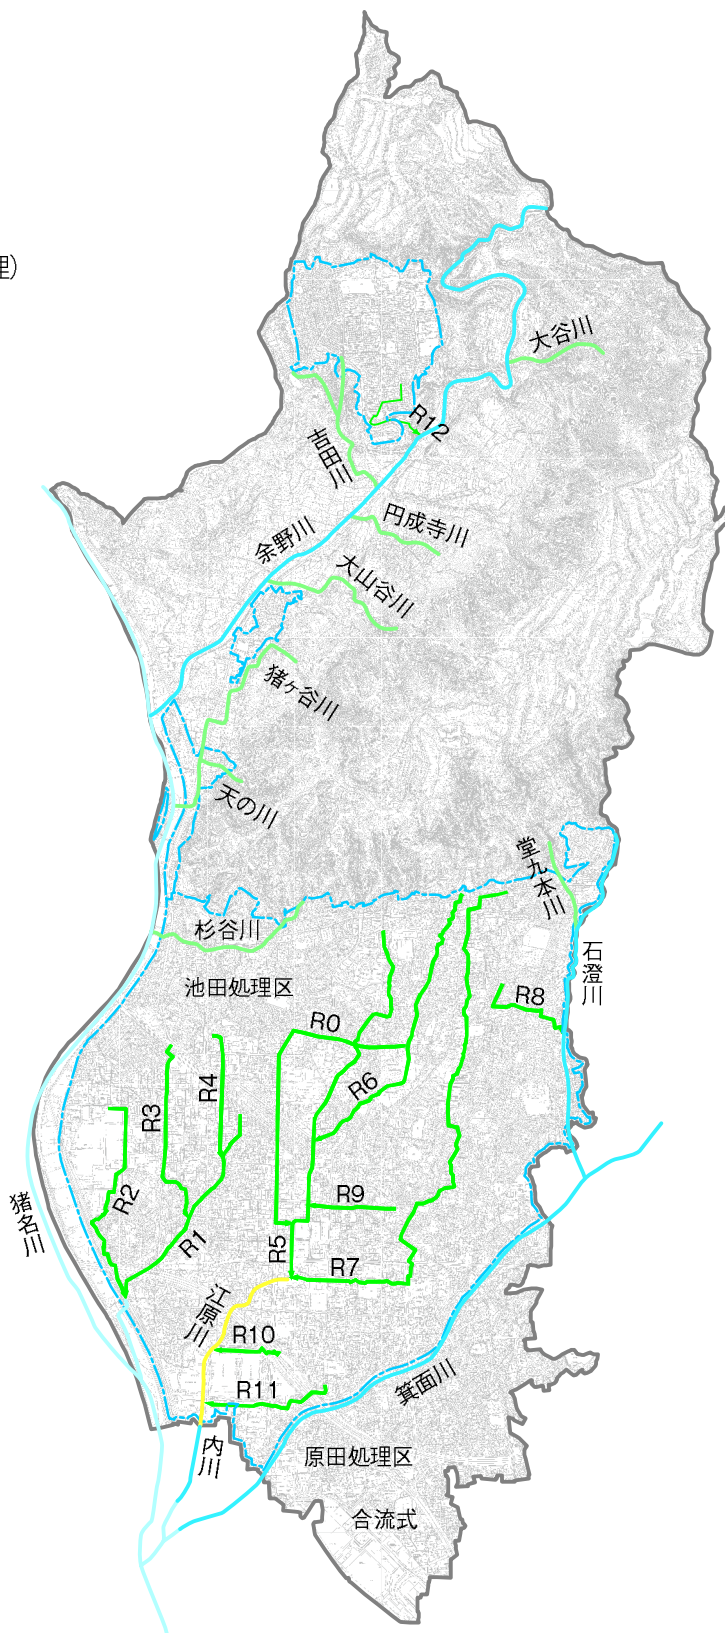 理)
大谷川
R12
吉田川
円成寺川
余野川
大山谷川
猪ヶ谷川
天の川
堂九本川
杉谷川
石澄川
池田処理区
R8
R0
R4
R6
R3
R2
R9
猪名川
R1
R5
R7
江原川
R10
箕面川
R11
内川
原田処理区
合流式